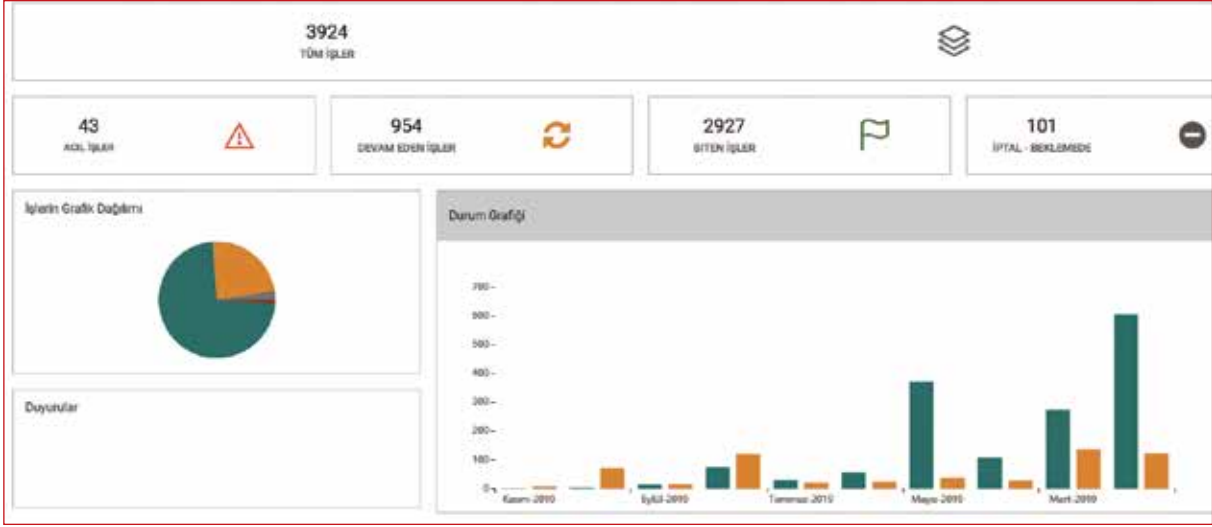 3924
TÜM İŞLER
43
ACİL İŞLER
954
DEVAM EDEN İŞLER
2927
BİTEN İŞLER
101
İPTAL - BEKLEMEDE
İşlerin Grafik Dağılımı
Durum Grafiği
700
600
500
400
300
200
100
0
Kasım-2019
Eylül-2019
Temmuz-2019
Mayıs-2019
Mart-2019
Duyurular